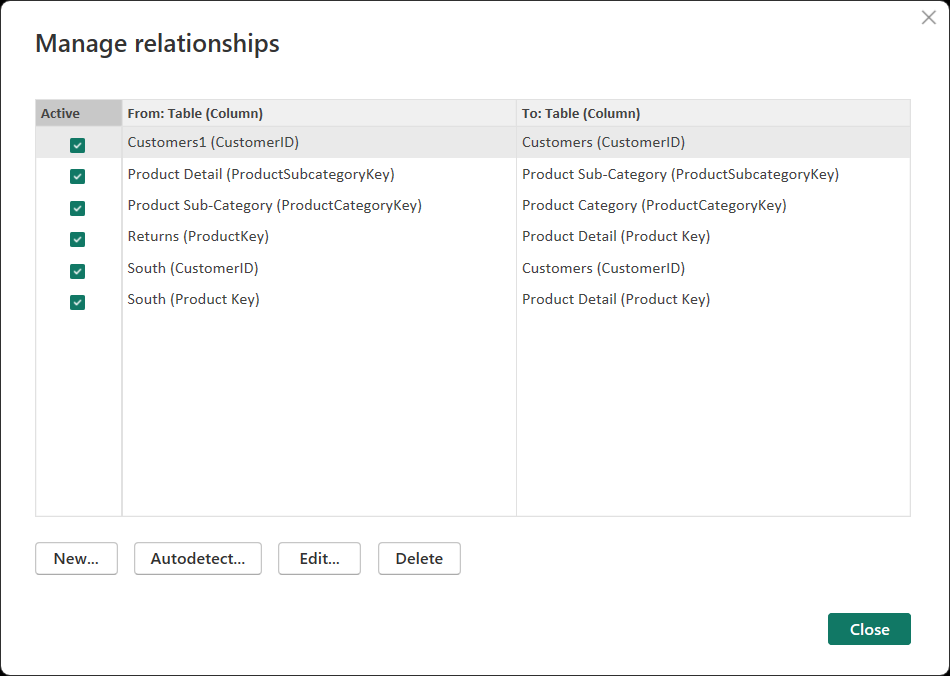 Manage relationships
Active From: Table (Column) To: Table (Column)
Customers1 (CustomerID) Customers (CustomerID)
Product Detail (ProductSubcategoryKey) Product Sub-Category (ProductSubcategoryKey)
Product Sub-Category (ProductCategoryKey) Product Category (ProductCategoryKey)
Returns (ProductKey) Product Detail (Product Key)
South (CustomerID) Customers (CustomerID)
South (Product Key) Product Detail (Product Key)
New... Autodetect... Edit... Delete
Close